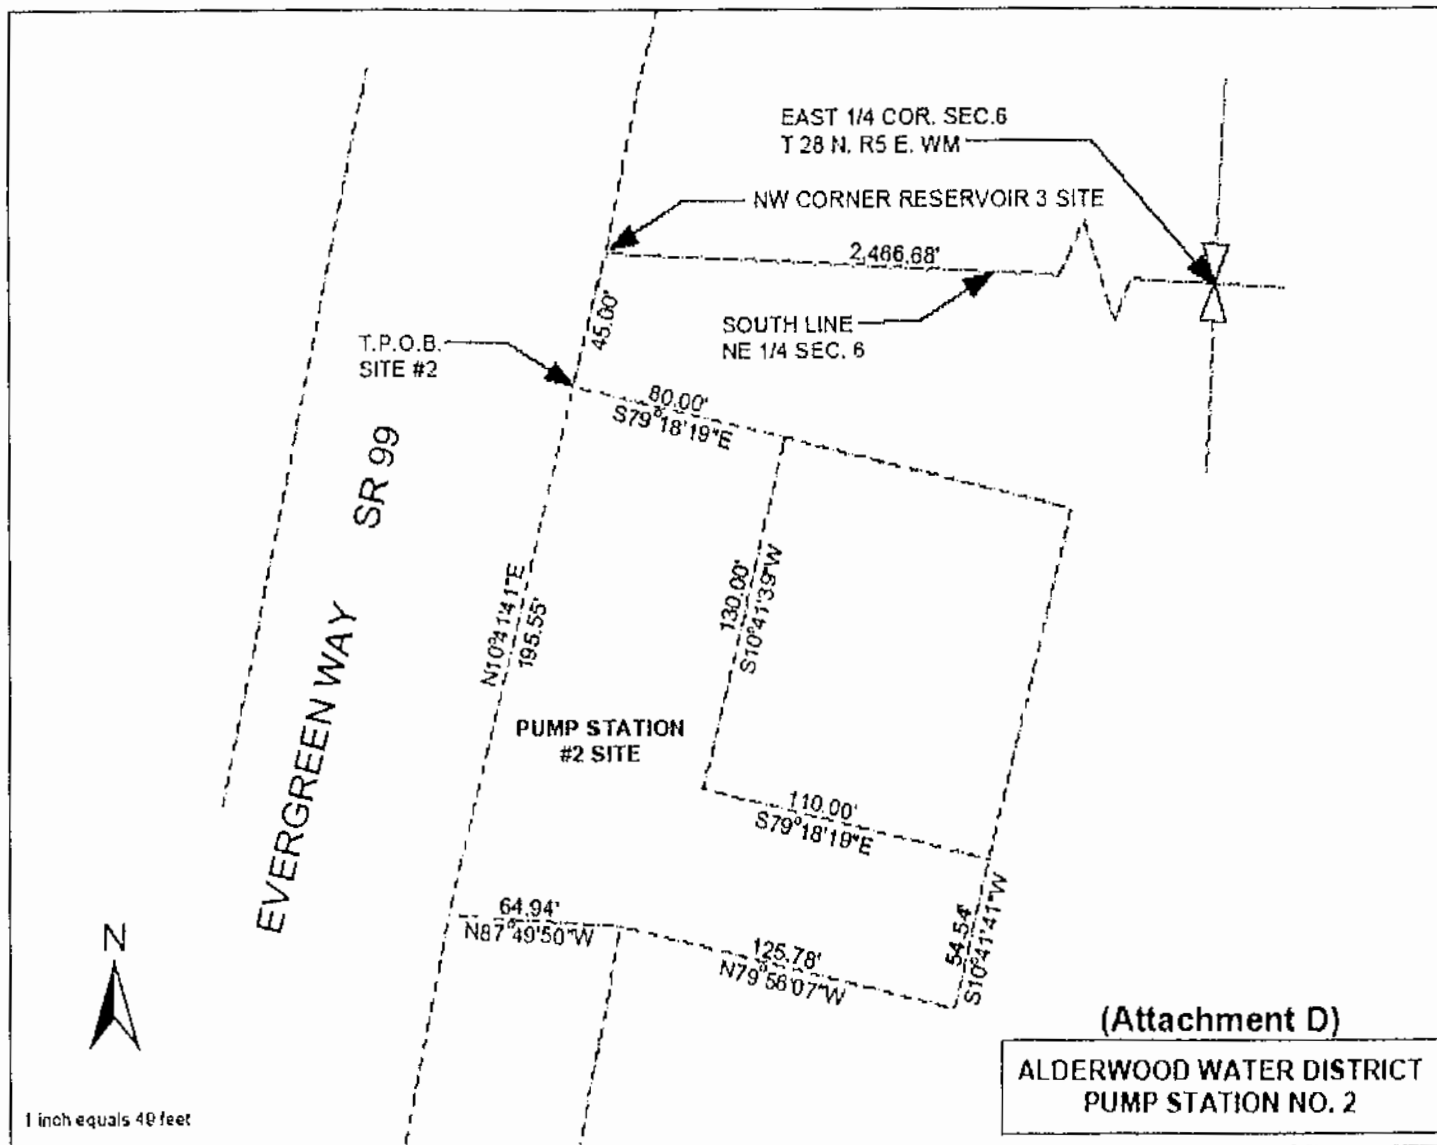 EAST 1/4 COR. SEC.6
T 28 N. R5 E. WM
NW CORNER RESERVOIR 3 SITE
2,466.68'
45.00'
SOUTH LINE
NE 1/4 SEC. 6
T.P.O.B.
SITE #2
80.00'
S79°18'19"E
SR 99
EVERGREEN WAY
N10°41'41"E
195.55'
130.00'
S10°41'39"W
PUMP STATION
#2 SITE
110.00'
S79°18'19"E
64.94'
N87°49'50"W
125.78'
N79°56'07"W
54.54'
S10°41'41"W
N
(Attachment D)
ALDERWOOD WATER DISTRICT
PUMP STATION NO. 2
1 inch equals 49 feet